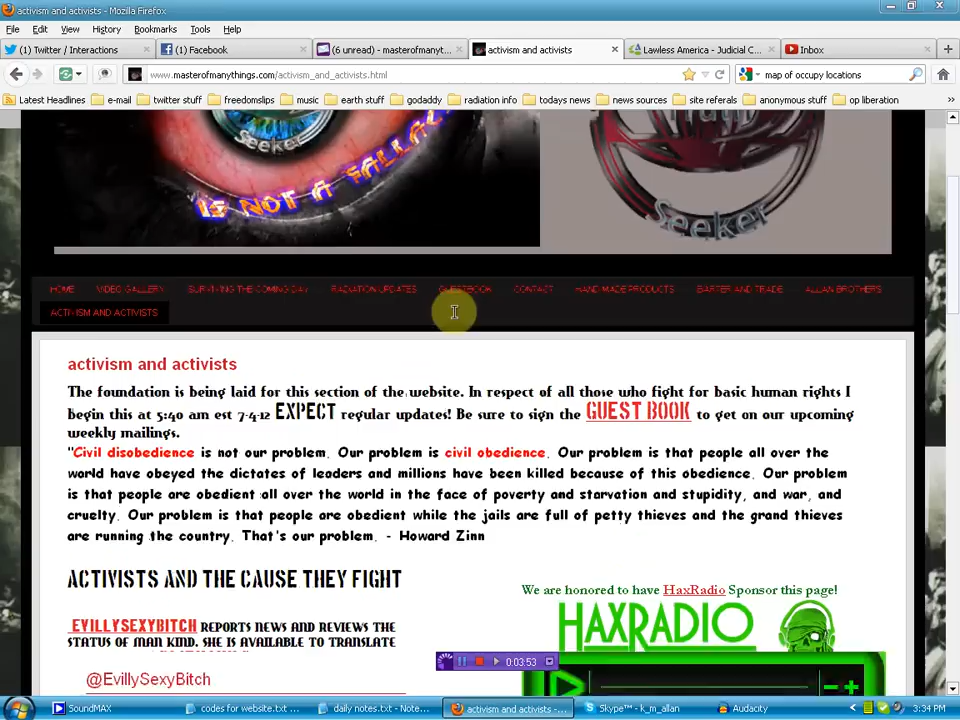 activism and activists - Mozilla Firefox
File Edit View History Bookmarks Tools Help
(1) Twitter / Interactions
(1) Facebook
(6 unread) - masterofmanyt...
activism and activists
Lawless America - Judicial C...
Inbox
www.masterofmanythings.com/activism_and_activists.html
map of occupy locations
Latest Headlines e-mail twitter stuff freedomslips music earth stuff godaddy radiation info todays news news sources site referals anonymous stuff op liberation
Seeker
IS NOT A FALLA
Seeker
HOME VIDEO GALLERY SURVIVING THE COMING DAY RADIATION UPDATES GUESTBOOK CONTACT HAND MADE PRODUCTS BARTER AND TRADE ALLAN BROTHERS
ACTIVISM AND ACTIVISTS
activism and activists
The foundation is being laid for this section of the website. In respect of all those who fight for basic human rights I
begin this at 5:40 am est 7-4-12 EXPECT regular updates! Be sure to sign the GUEST BOOK to get on our upcoming
weekly mailings.
"Civil disobedience is not our problem. Our problem is civil obedience. Our problem is that people all over the
world have obeyed the dictates of leaders and millions have been killed because of this obedience. Our problem
is that people are obedient all over the world in the face of poverty and starvation and stupidity, and war, and
cruelty. Our problem is that people are obedient while the jails are full of petty thieves and the grand thieves
are running the country. That's our problem. - Howard Zinn
ACTIVISTS AND THE CAUSE THEY FIGHT
We are honored to have HaxRadio Sponsor this page!
HAXRADIO
EVILLYSEXYBITCH REPORTS NEWS AND REVIEWS THE
STATUS OF MAN KIND. SHE IS AVAILABLE TO TRANSLATE
@EvillySexyBitch
0:03:53
SoundMAX
codes for website.txt ...
daily notes.txt - Note...
activism and activists -...
Skype™ - k_m_allan
Audacity
3:34 PM